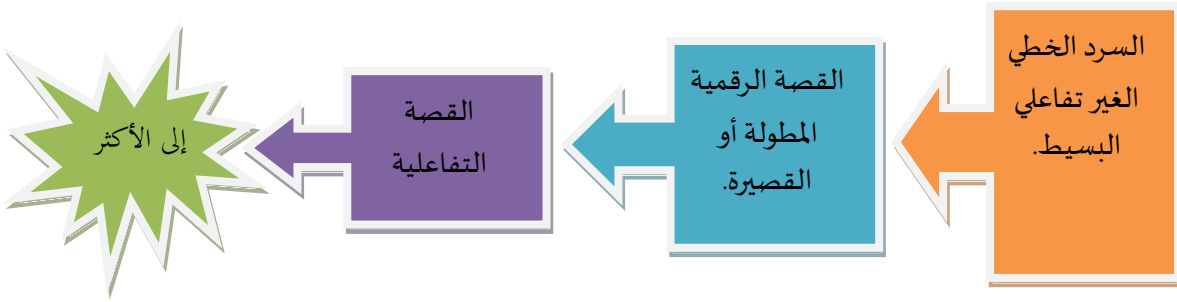 السرد الخطي
الغير تفاعلي
البسيط.
القصة الرقمية
المطولة أو
القصيرة.
القصة
التفاعلية
إلى الأكثر